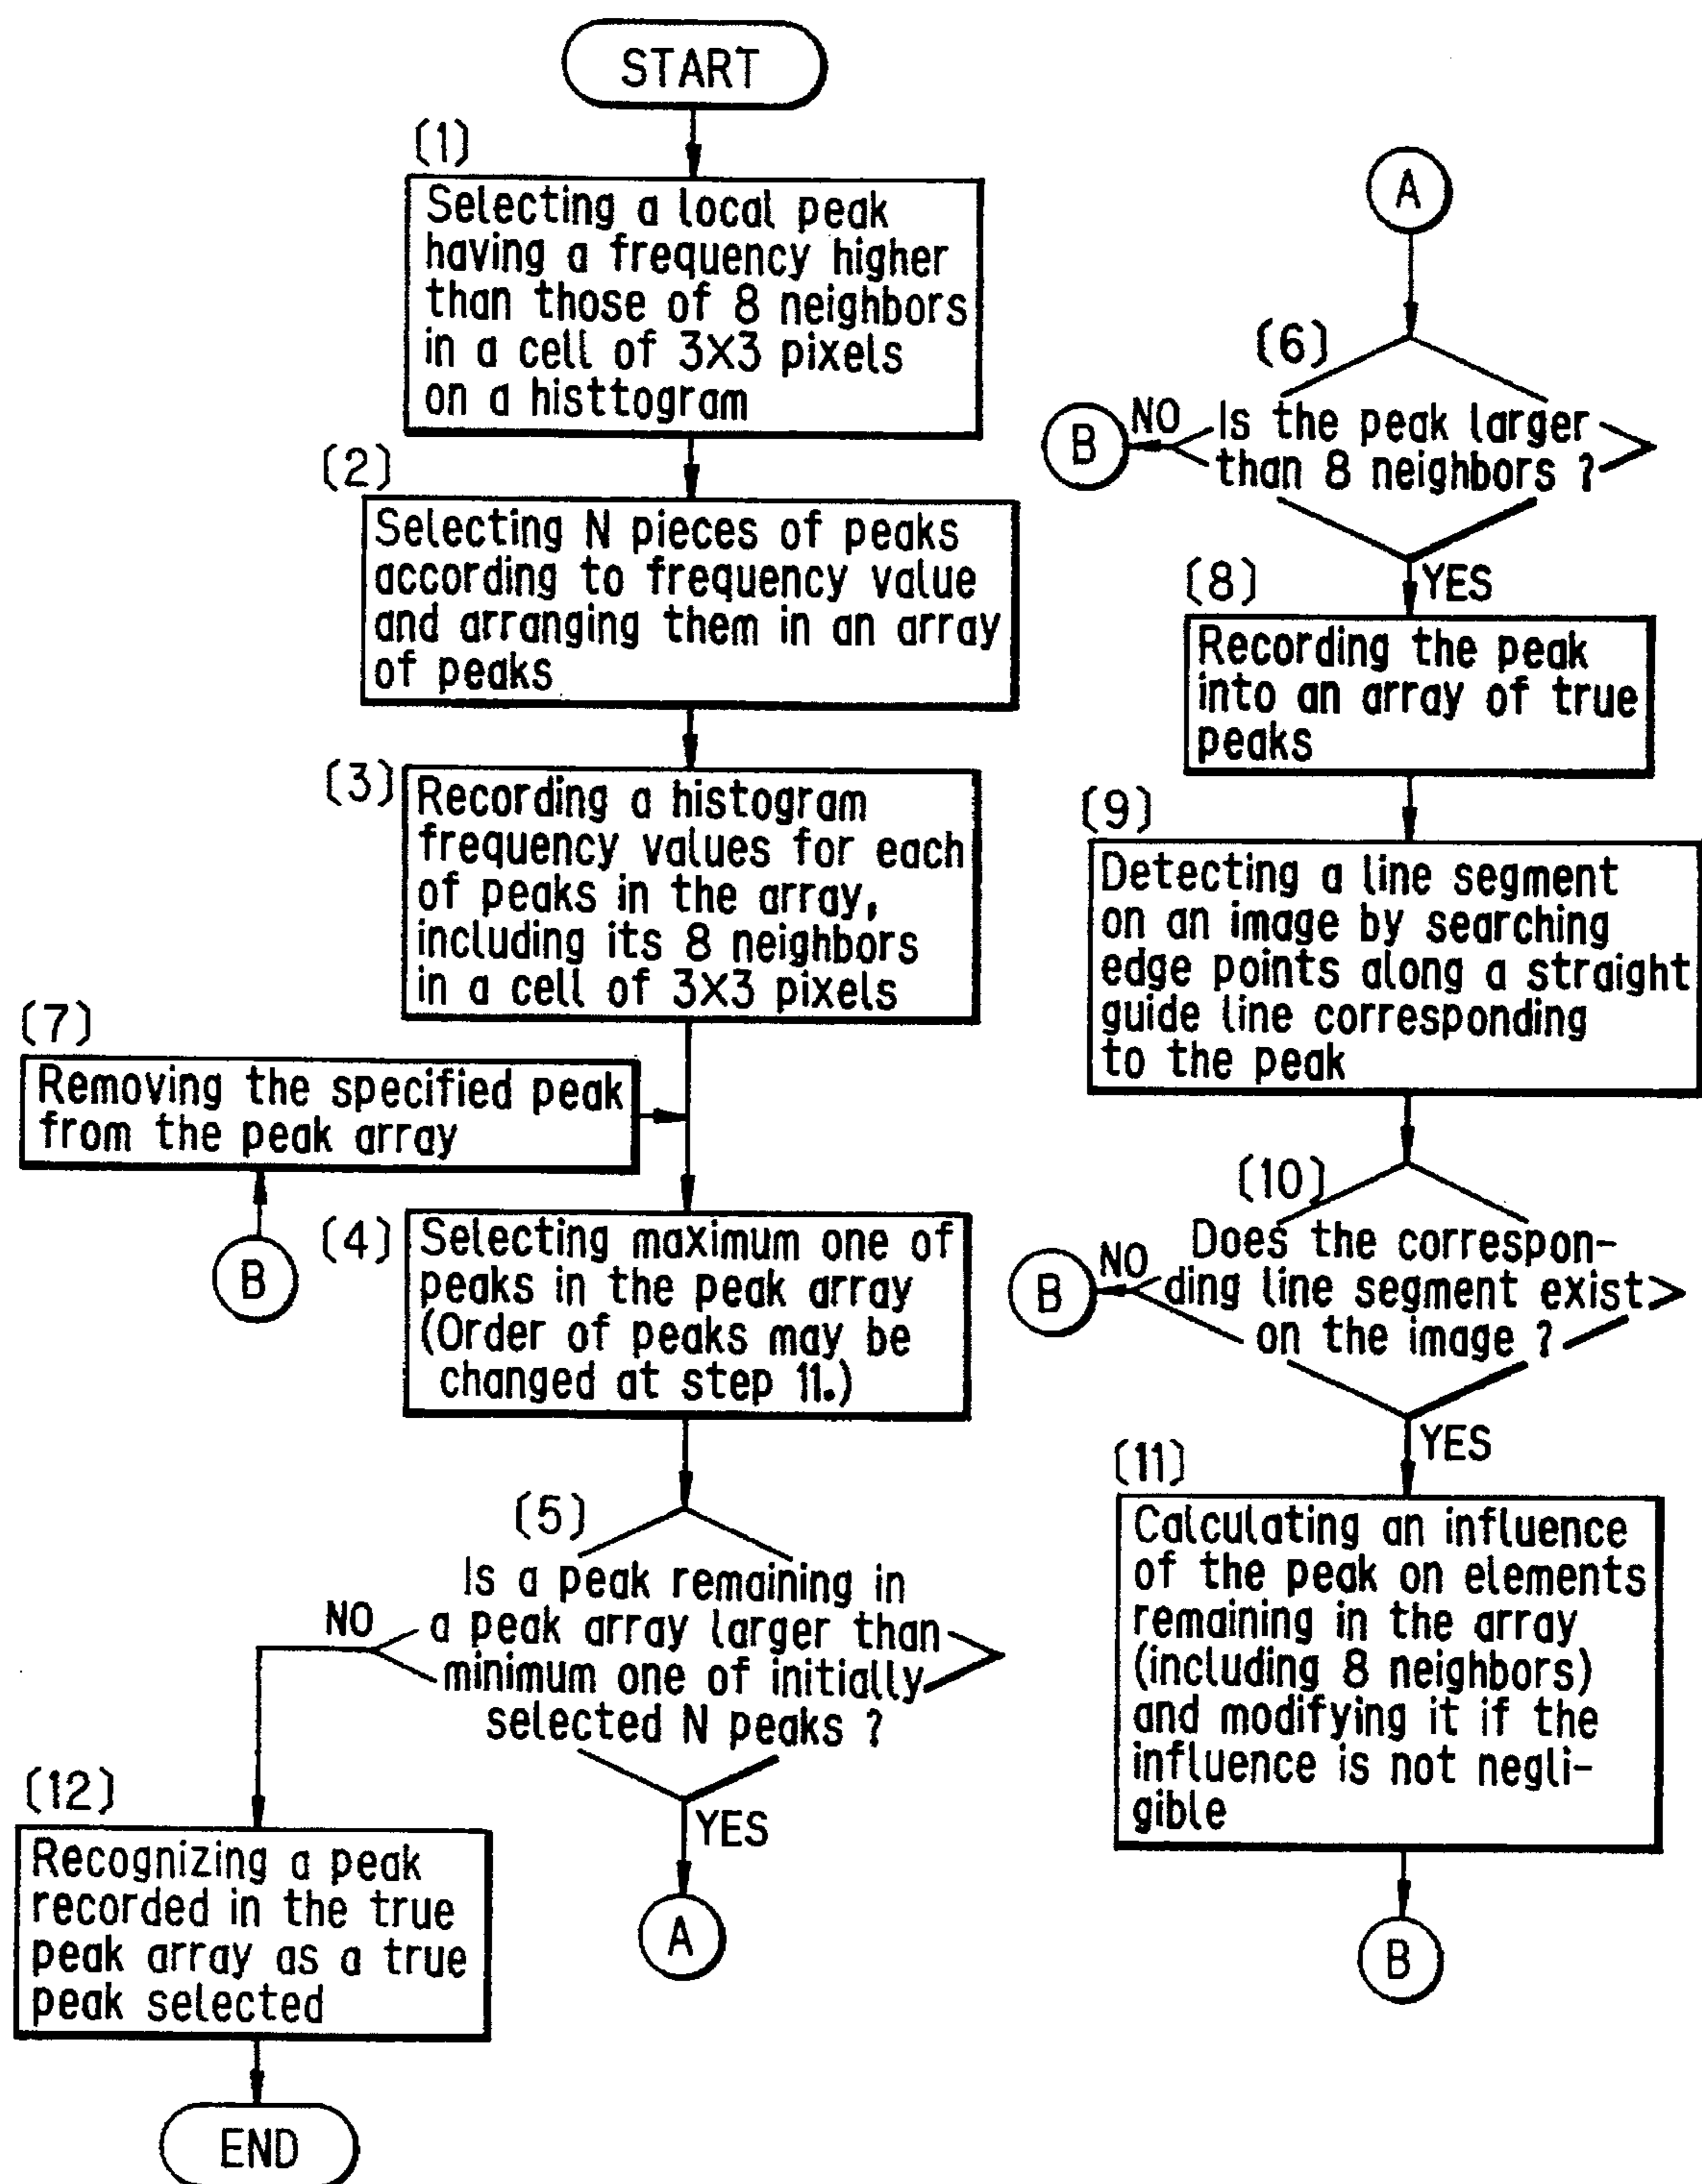 START
(1)
Selecting a local peak
having a frequency higher
than those of 8 neighbors
in a cell of 3X3 pixels
on a histtogram
(2)
Selecting N pieces of peaks
according to frequency value
and arranging them in an array
of peaks
(3)
Recording a histogram
frequency values for each
of peaks in the array,
including its 8 neighbors
in a cell of 3X3 pixels
(7)
Removing the specified peak
from the peak array
B
(4)
Selecting maximum one of
peaks in the peak array
(Order of peaks may be
changed at step 11.)
(5)
Is a peak remaining in
a peak array larger than
minimum one of initially
selected N peaks ?
NO
YES
A
(12)
Recognizing a peak
recorded in the true
peak array as a true
peak selected
END
A
(6)
Is the peak larger
than 8 neighbors ?
NO
B
YES
(8)
Recording the peak
into an array of true
peaks
(9)
Detecting a line segment
on an image by searching
edge points along a straight
guide line corresponding
to the peak
(10)
Does the correspon-
ding line segment exist
on the image ?
NO
B
YES
(11)
Calculating an influence
of the peak on elements
remaining in the array
(including 8 neighbors)
and modifying it if the
influence is not negli-
gible
B